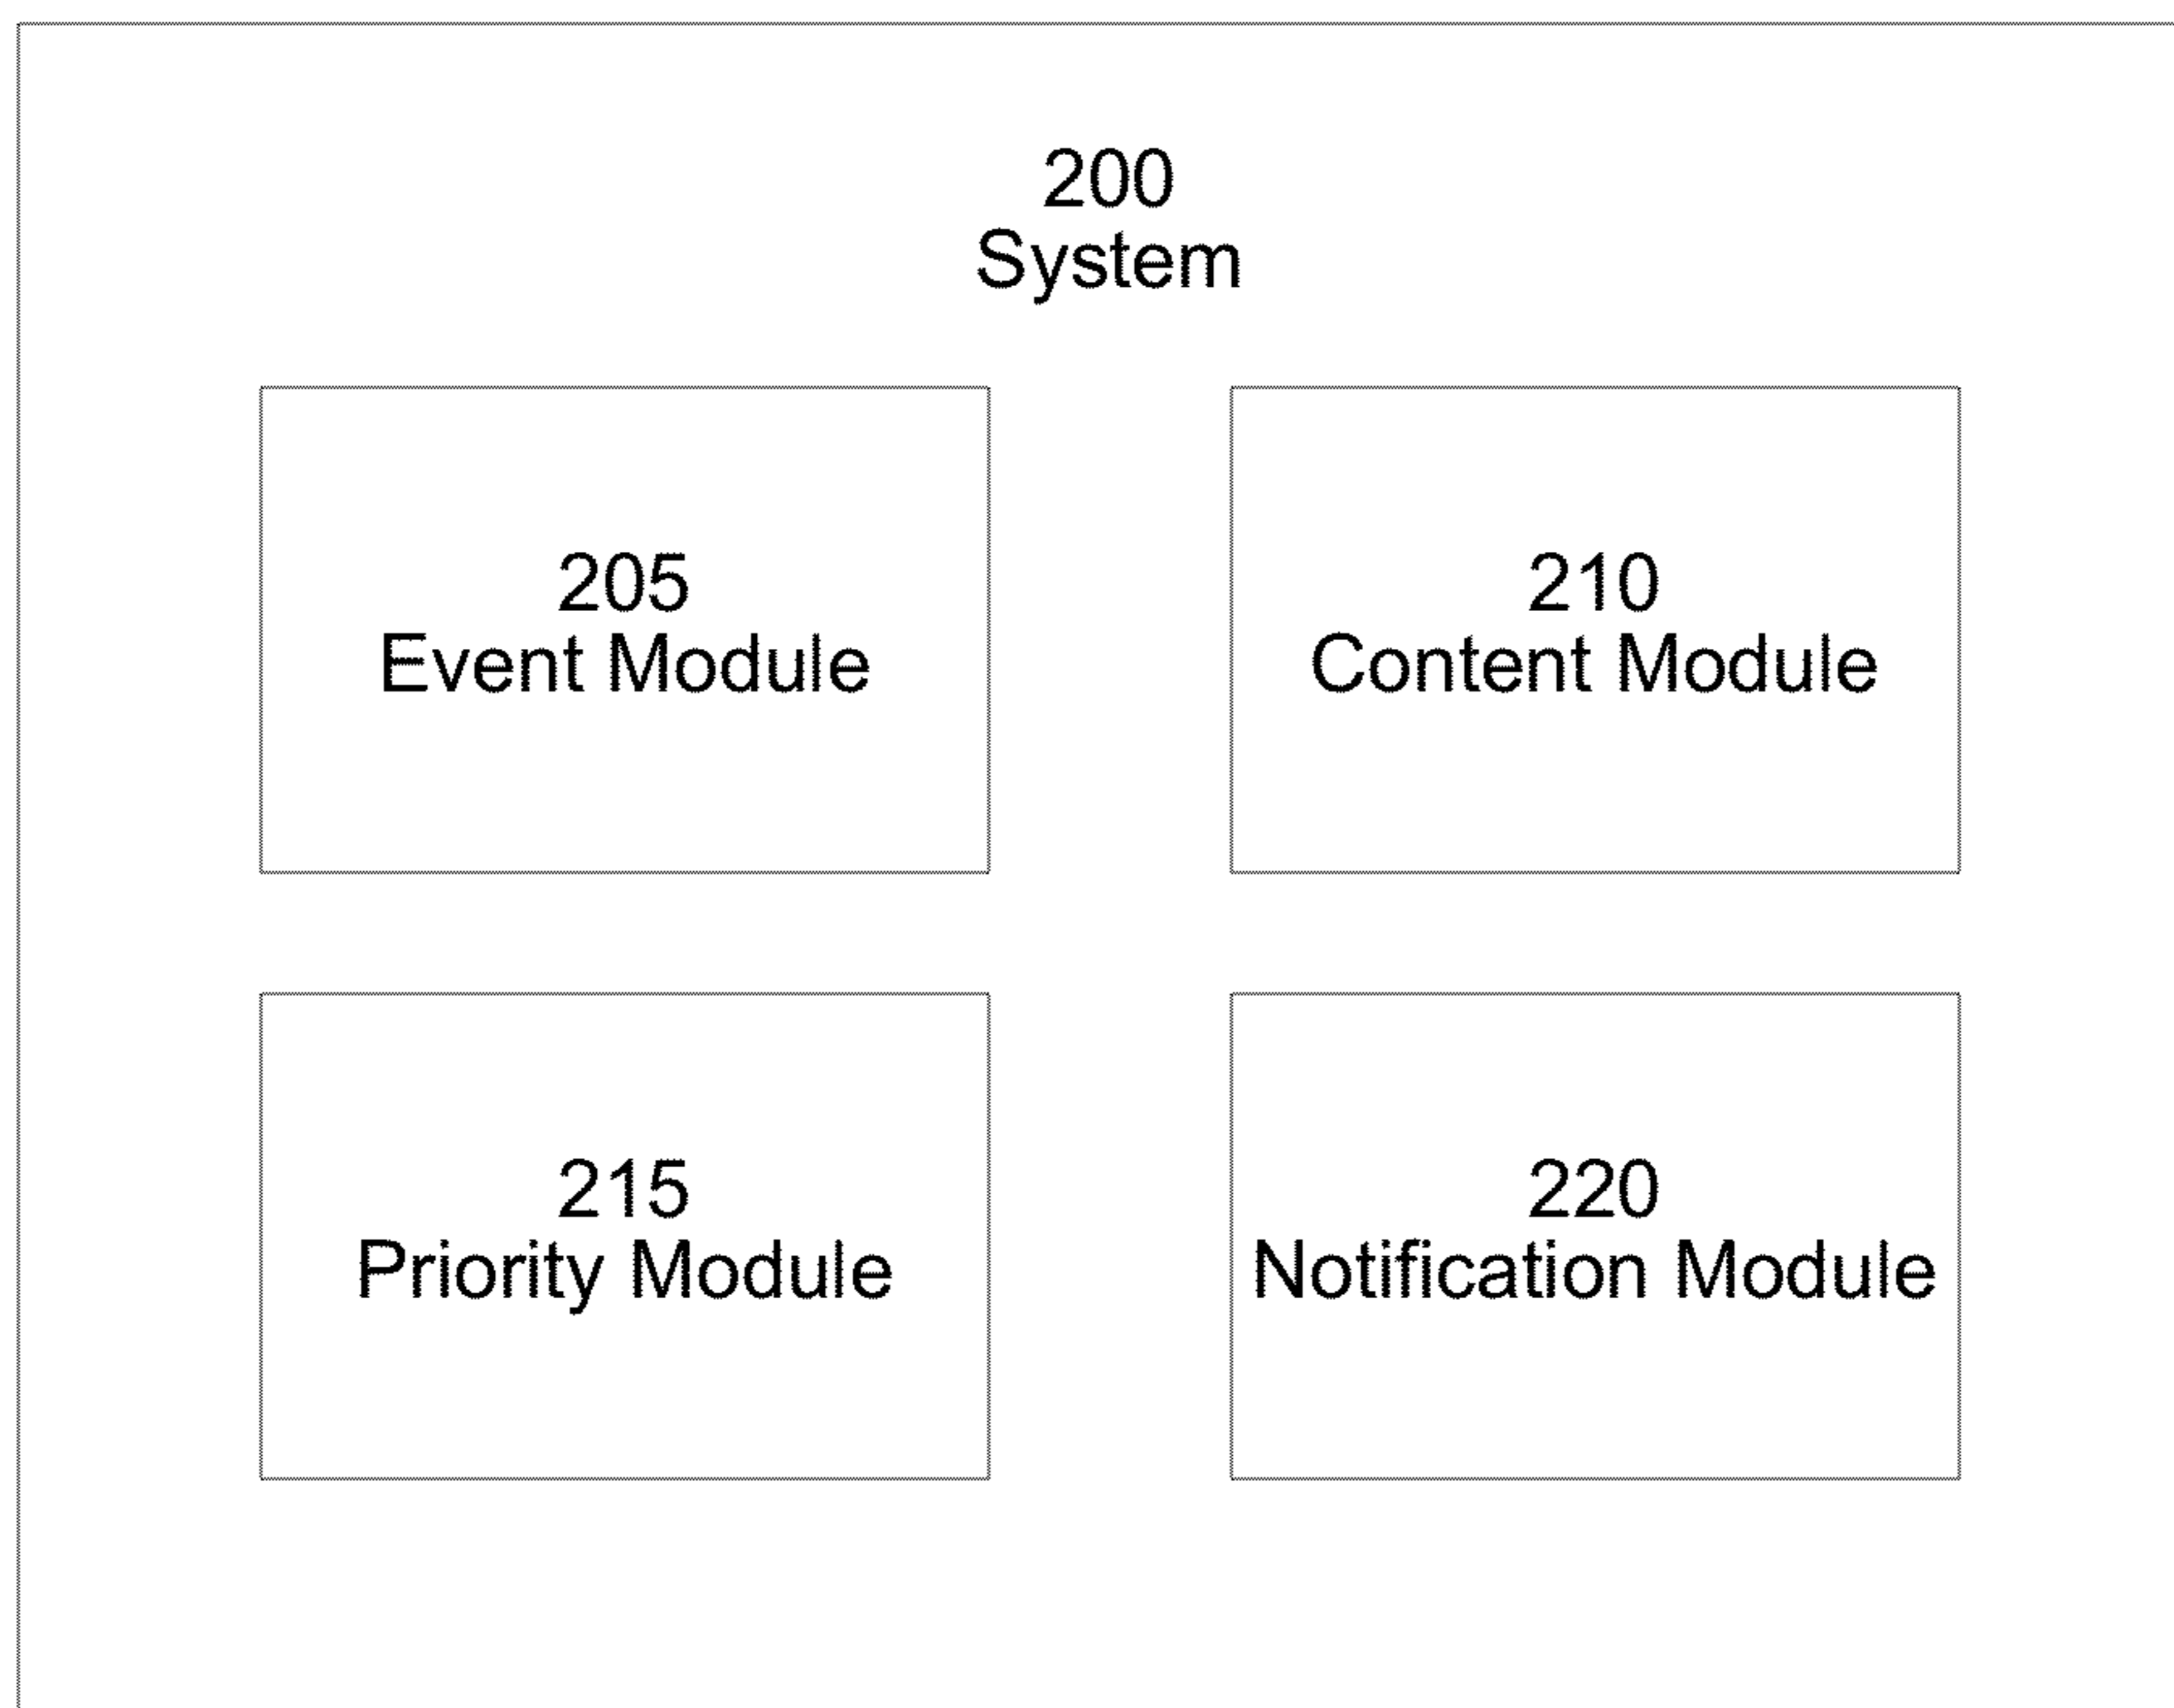 200
System
205
Event Module
210
Content Module
215
Priority Module
220
Notification Module